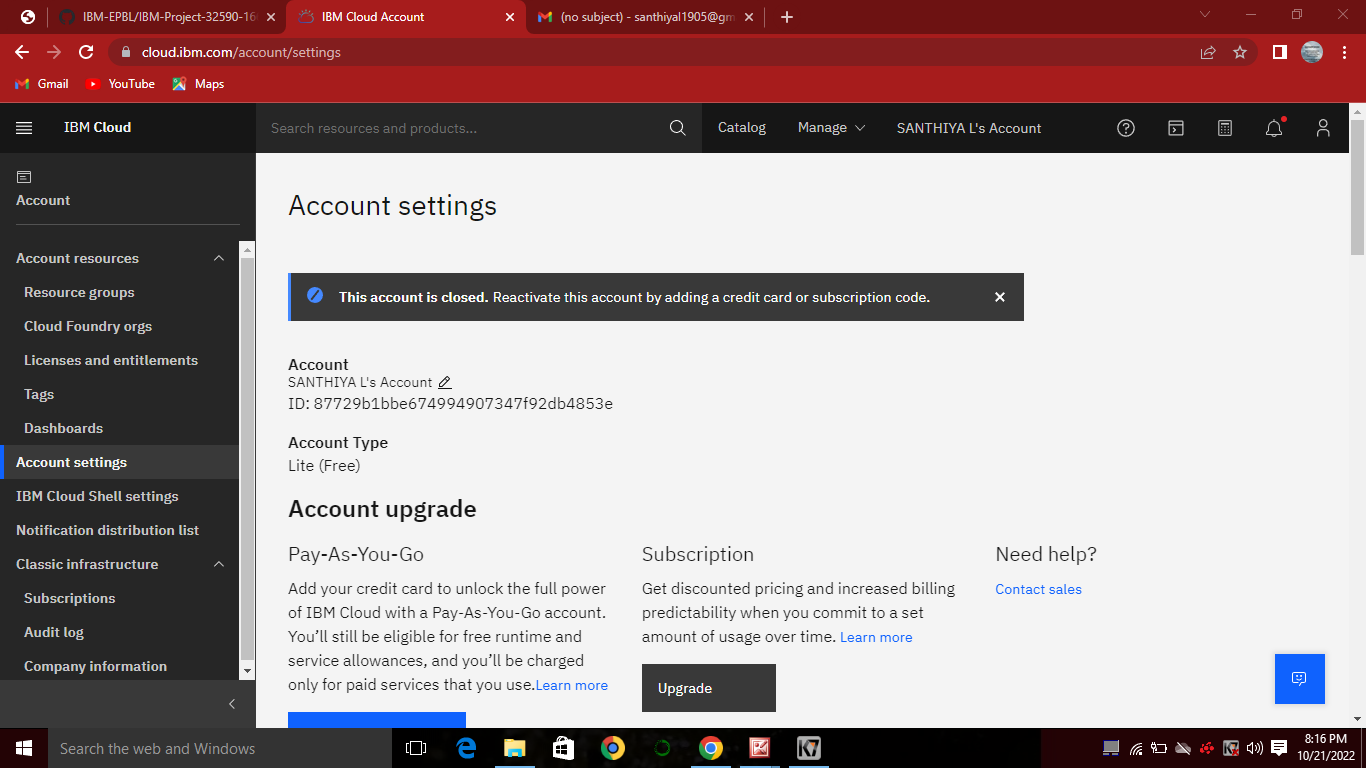 IBM-EPBL/IBM-Project-32590-16
IBM Cloud Account
(no subject) - santhiyal1905@gm
cloud.ibm.com/account/settings
Gmail
YouTube
Maps
IBM Cloud
Search resources and products...
Catalog
Manage
SANTHIYA L's Account
Account
Account resources
Resource groups
Cloud Foundry orgs
Licenses and entitlements
Tags
Dashboards
Account settings
IBM Cloud Shell settings
Notification distribution list
Classic infrastructure
Subscriptions
Audit log
Company information
Account settings
This account is closed. Reactivate this account by adding a credit card or subscription code.
Account
SANTHIYA L's Account
ID: 87729b1bbe674994907347f92db4853e
Account Type
Lite (Free)
Account upgrade
Pay-As-You-Go
Add your credit card to unlock the full power
of IBM Cloud with a Pay-As-You-Go account.
You’ll still be eligible for free runtime and
service allowances, and you’ll be charged
only for paid services that you use.Learn more
Subscription
Get discounted pricing and increased billing
predictability when you commit to a set
amount of usage over time. Learn more
Upgrade
Need help?
Contact sales
Search the web and Windows
8:16 PM
10/21/2022